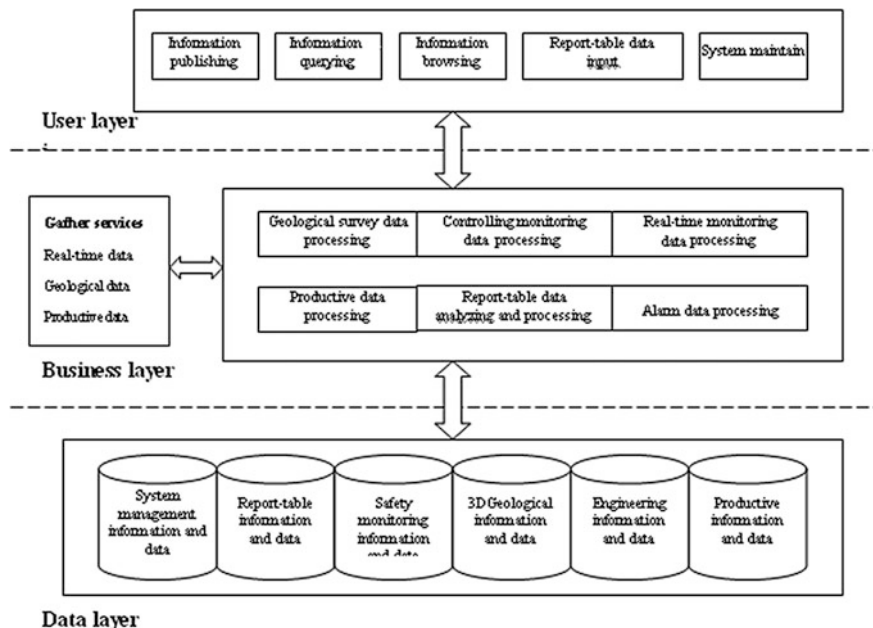 Information
publishing
Information
querying
Information
browsing
Report-table data
input
System maintain
User layer
Gather services
Real-time data
Geological data
Productive data
Geological survey data
processing
Controlling monitoring
data processing
Real-time monitoring
data processing
Productive data
processing
Report-table data
analyzing and processing
Alarm data processing
Business layer
System
management
information and
data
Report-table
information
and data
Safety
monitoring
information
and data
3D Geological
information
and data
Engineering
information
and data
Productive
information
and data
Data layer